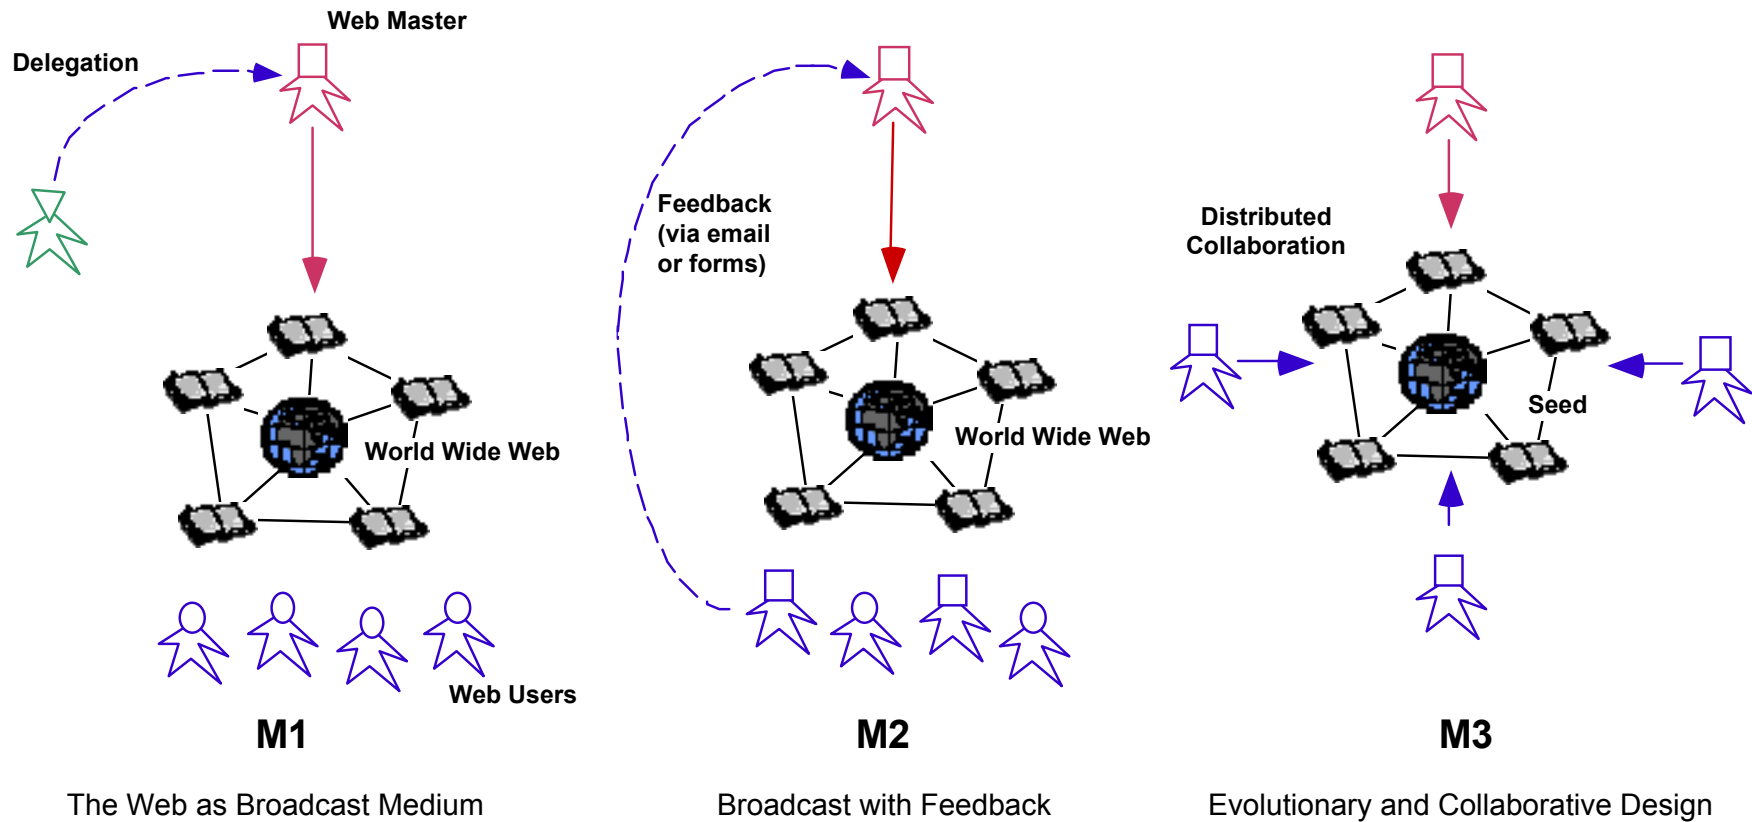 Web Master
Delegation
World Wide Web
Web Users
M1
The Web as Broadcast Medium
Feedback
(via email
or forms)
World Wide Web
M2
Broadcast with Feedback
Distributed
Collaboration
Seed
M3
Evolutionary and Collaborative Design